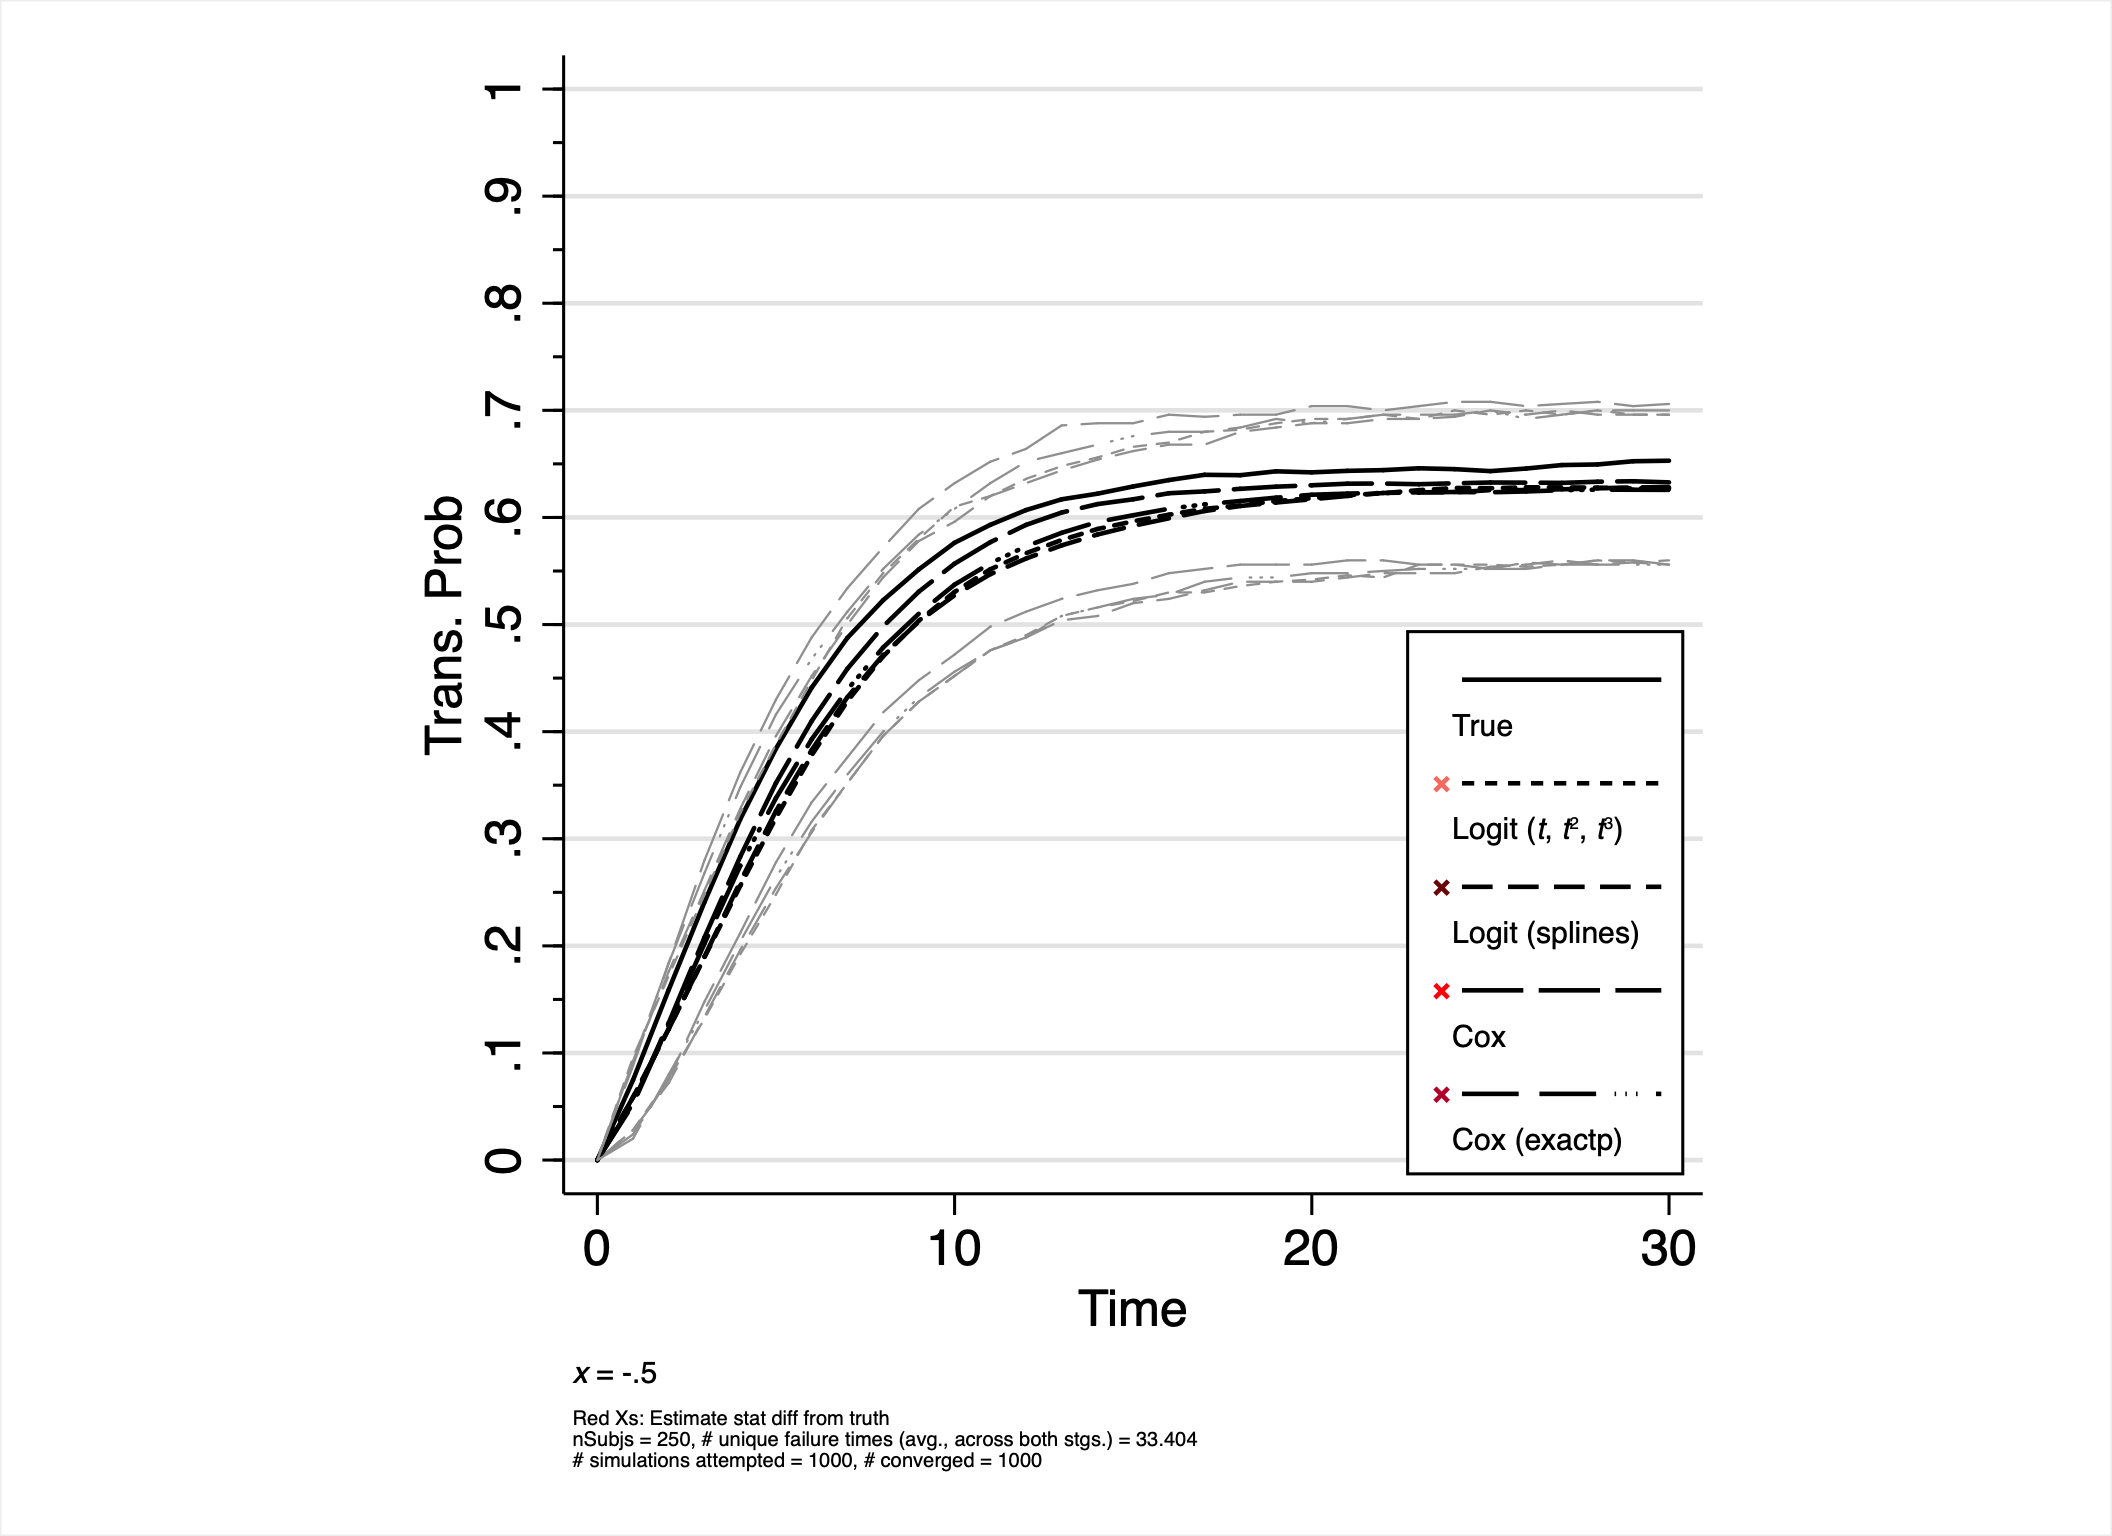 1
.9
.8
.7
.6
.5
.4
.3
.2
.1
0
Trans. Prob
True
Logit (t, t², t³)
Logit (splines)
Cox
Cox (exactp)
0 10 20 30
Time
x = -.5
Red Xs: Estimate stat diff from truth
nSubjs = 250, # unique failure times (avg., across both stgs.) = 33.404
# simulations attempted = 1000, # converged = 1000